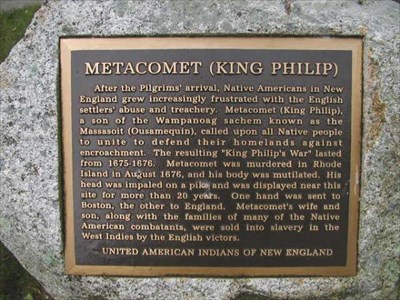 METACOMET (KING PHILIP)
After the Pilgrims' arrival, Native Americans in New
England grew increasingly frustrated with the English
settlers' abuse and treachery. Metacomet (King Philip),
a son of the Wampanoag sachem known as the
Massasoit (Ousamequin), called upon all Native people
to unite to defend their homelands against
encroachment. The resulting "King Philip's War" lasted
from 1675-1676. Metacomet was murdered in Rhode
Island in August 1676, and his body was mutilated. His
head was impaled on a pike and was displayed near this
site for more than 20 years. One hand was sent to
Boston, the other to England. Metacomet's wife and
son, along with the families of many of the Native
American combatants, were sold into slavery in the
West Indies by the English victors.
UNITED AMERICAN INDIANS OF NEW ENGLAND